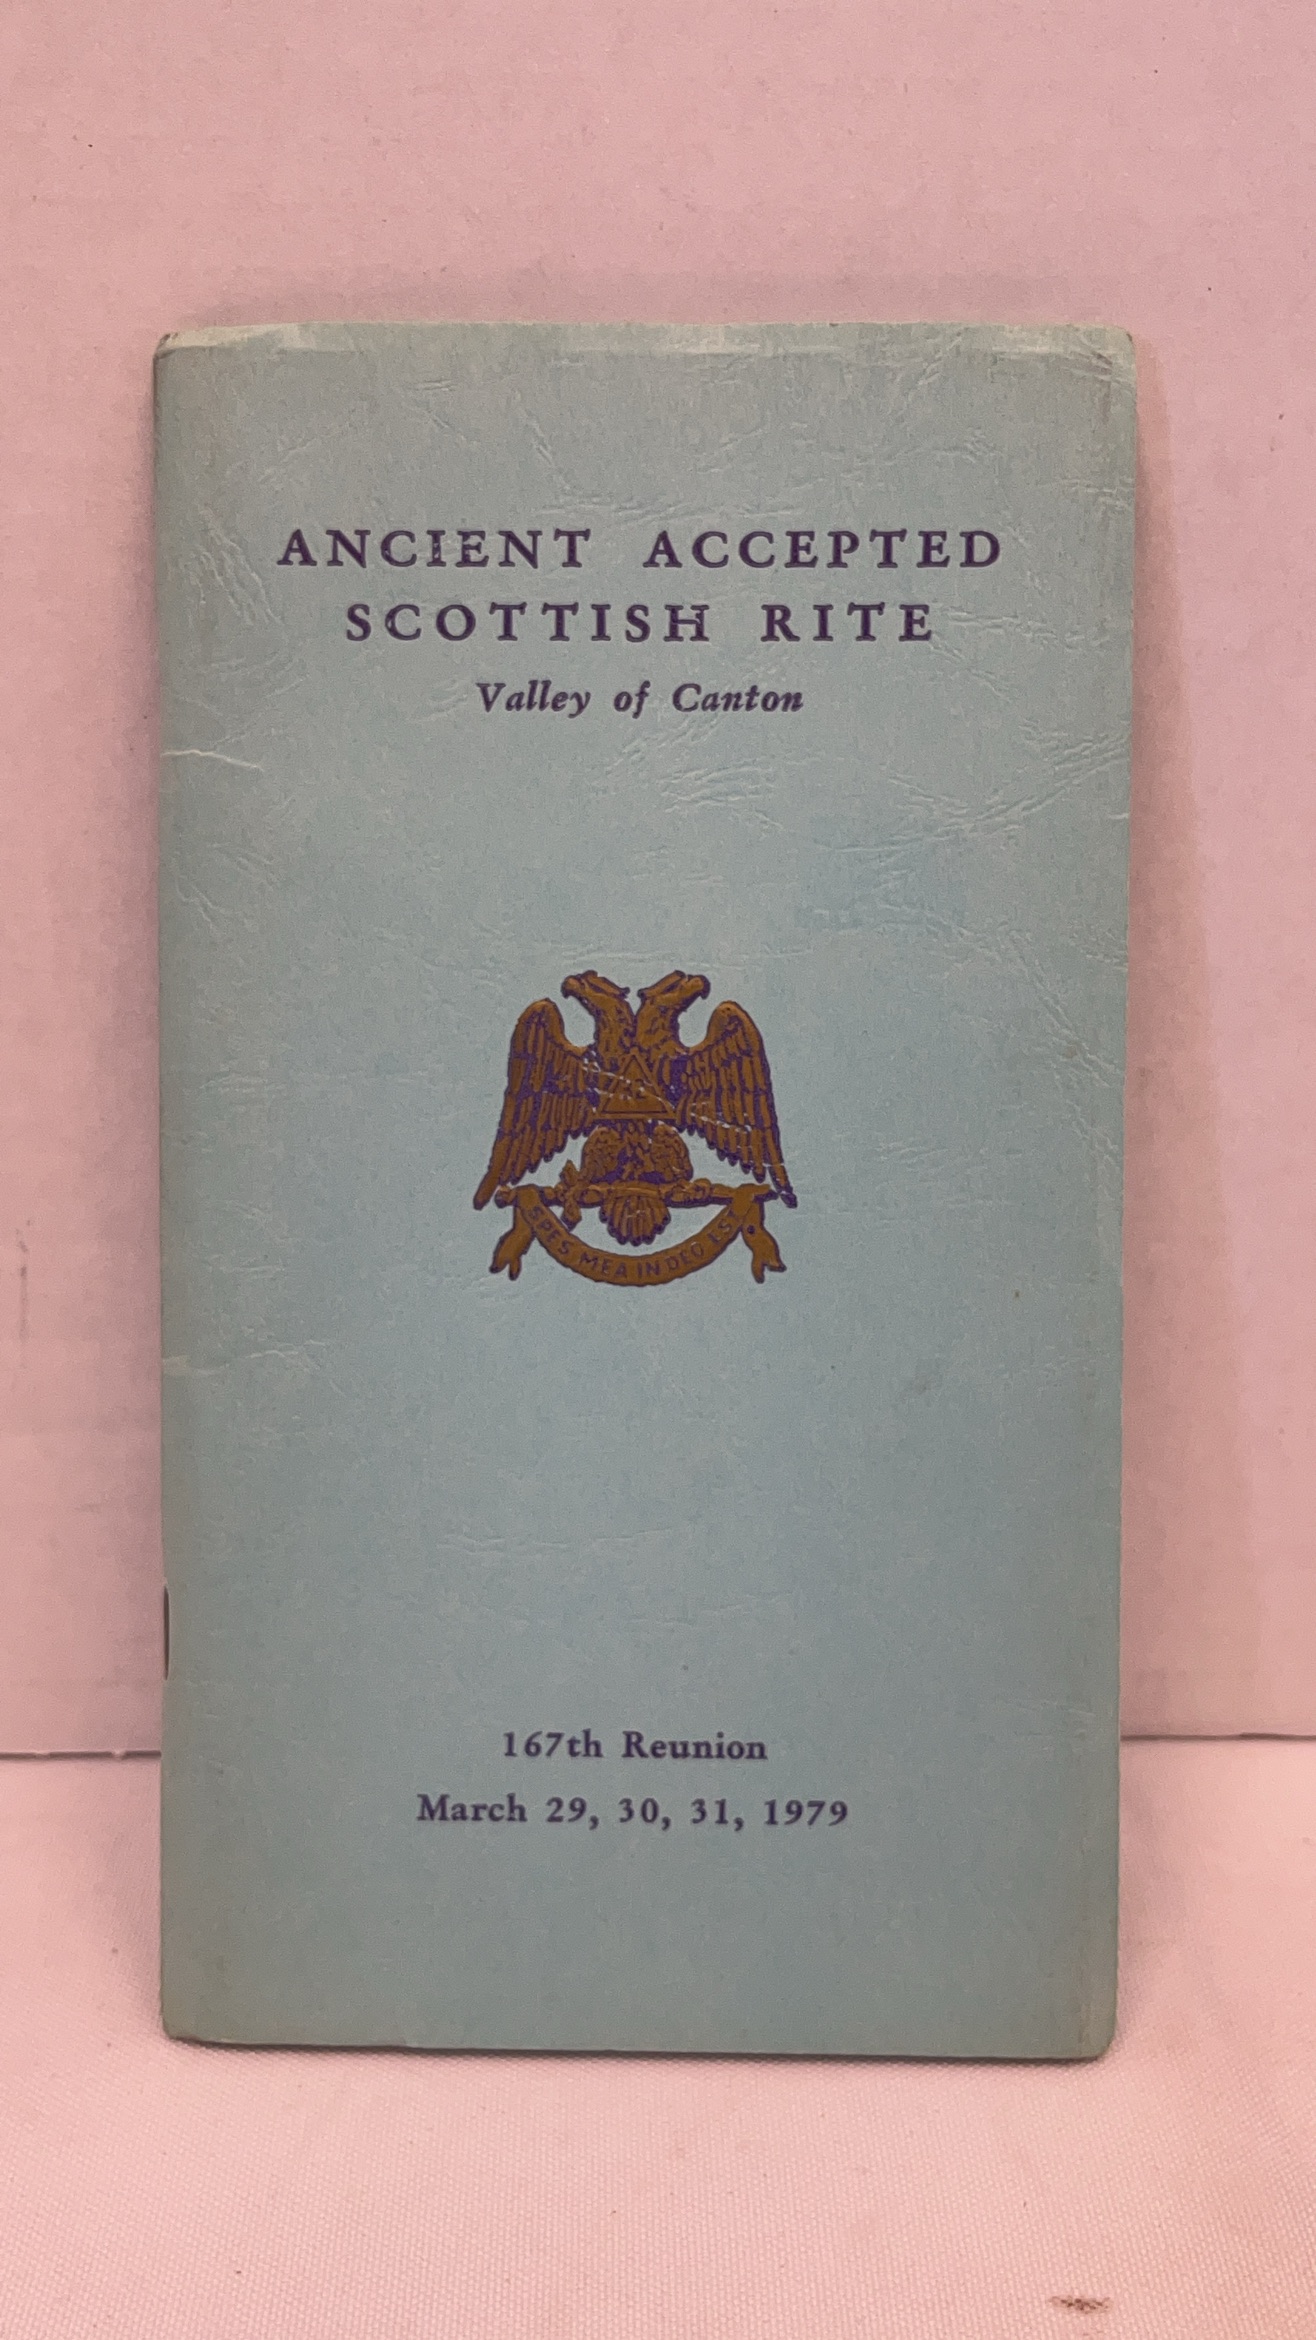 ANCIENT ACCEPTED
SCOTTISH RITE
Valley of Canton
32
SPES MEA IN DEO EST
167th Reunion
March 29, 30, 31, 1979